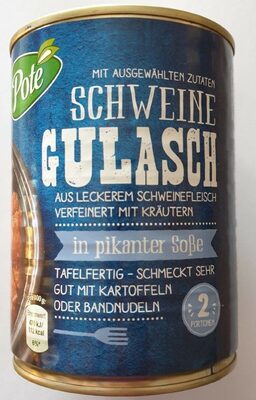 Pote
MIT AUSGEWÄHLTEN ZUTATEN
SCHWEINE
GULASCH
AUS LECKEREM SCHWEINEFLEISCH
VERFEINERT MIT KRÄUTERN
in pikanter Soße
TAFELFERTIG – SCHMECKT SEHR
GUT MIT KARTOFFELN
ODER BANDNUDELN
2
PORTIONEN